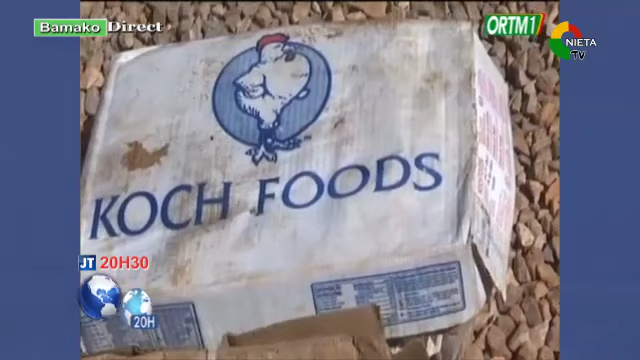 Bamako Direct
ORTM1
NIETA
TV
KOCH FOODS
JT 20H30
20H